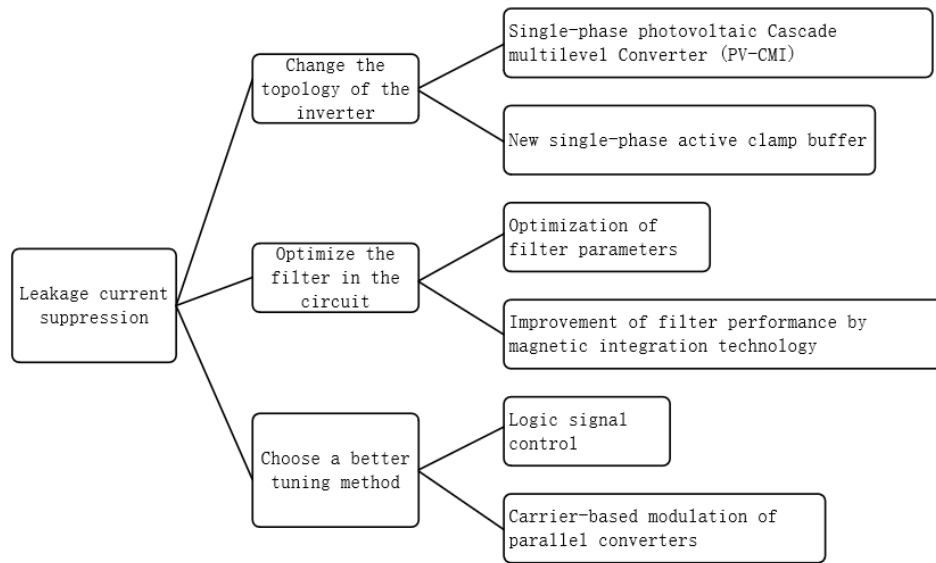 Leakage current
suppression
Change the
topology of the
inverter
Single-phase photovoltaic Cascade
multilevel Converter (PV-CMI)
New single-phase active clamp buffer
Optimize the
filter in the
circuit
Optimization of
filter parameters
Improvement of filter performance by
magnetic integration technology
Choose a better
tuning method
Logic signal
control
Carrier-based modulation of
parallel converters